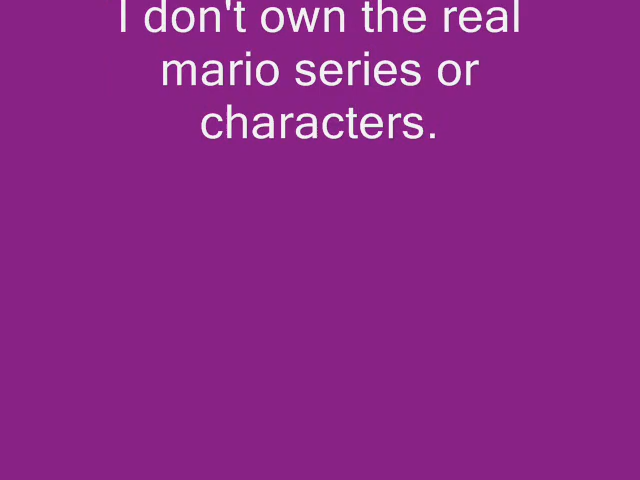 I don't own the real
mario series or
characters.